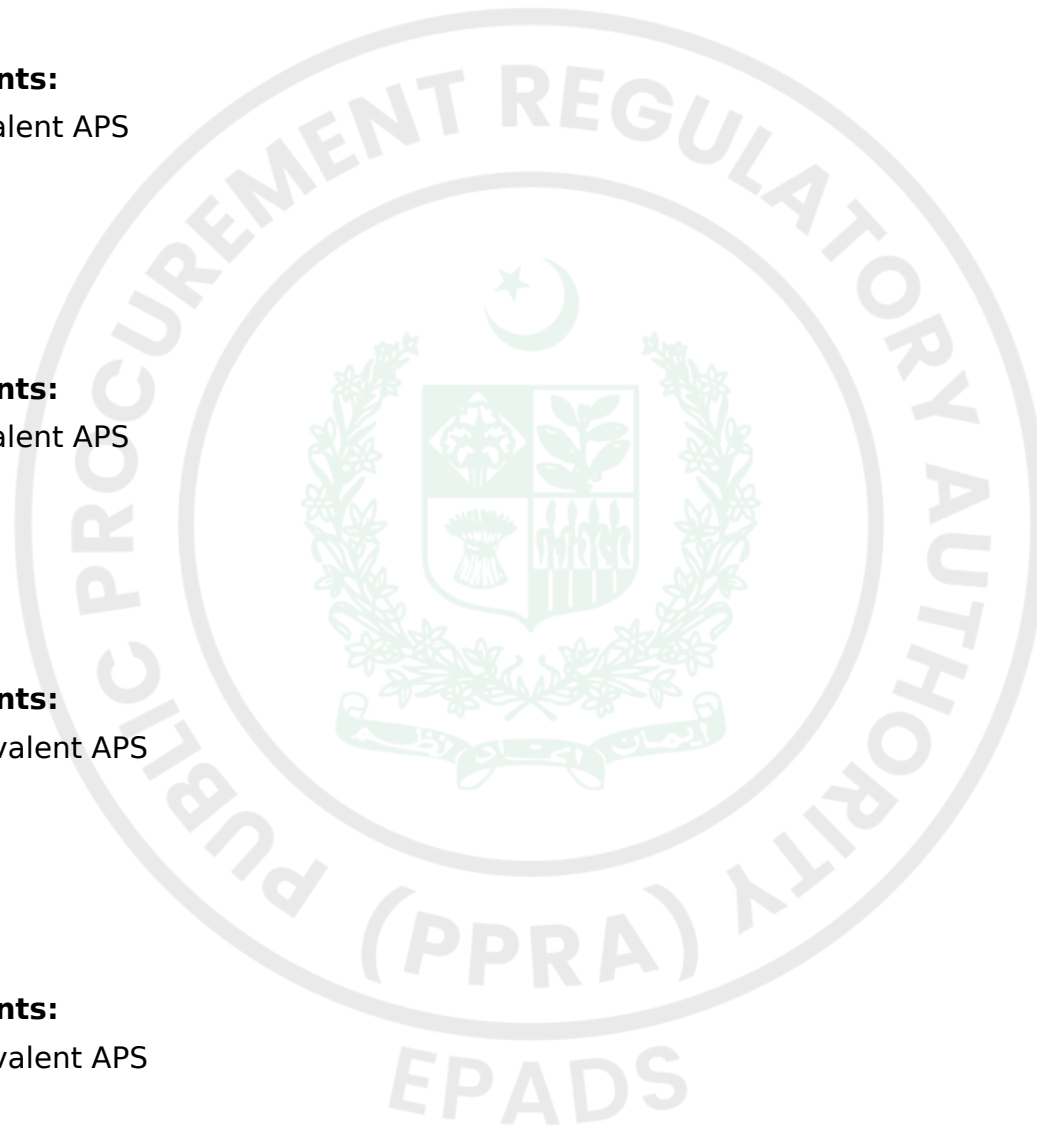 nts:
alent APS
nts:
alent APS
nts:
valent APS
nts:
valent APS
PUBLIC PROCUREMENT REGULATORY AUTHORITY
(PPRA)
EPADS